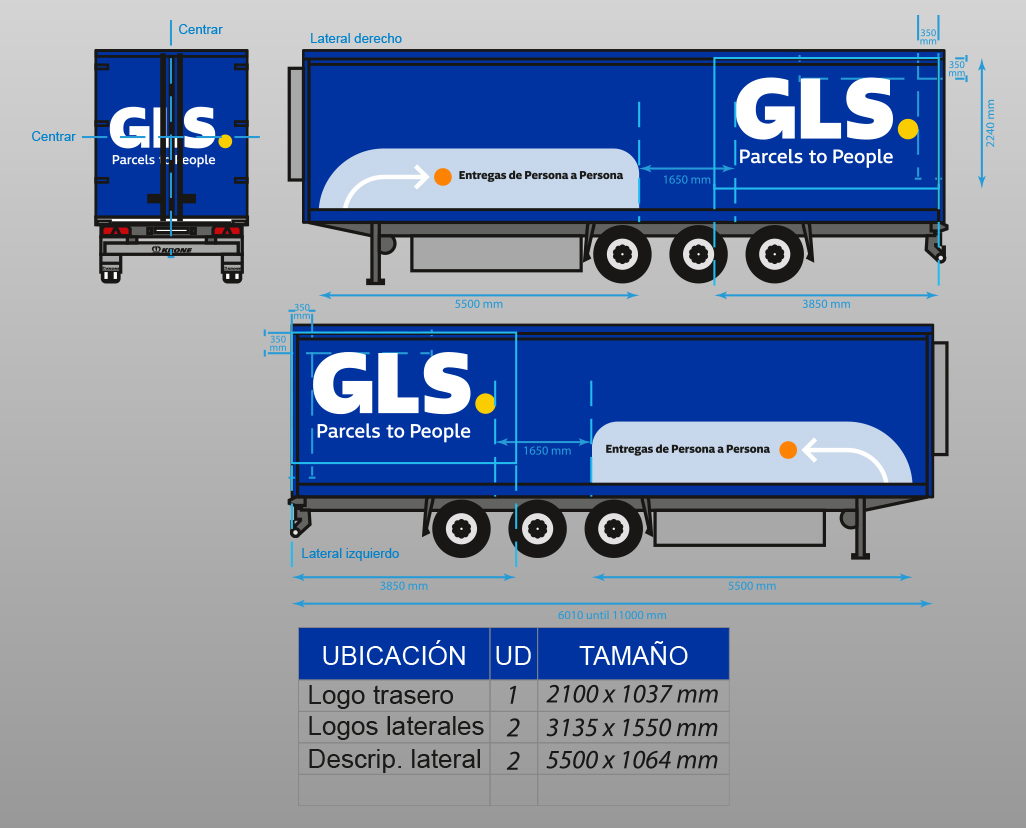 Centrar
Centrar
GLS.
Parcels to People
KRONE
Lateral derecho
350
mm
350
mm
GLS.
Parcels to People
2240 mm
1650 mm
Entregas de Persona a Persona
5500 mm
3850 mm
350
mm
350
mm
GLS.
Parcels to People
1650 mm
Entregas de Persona a Persona
Lateral izquierdo
3850 mm
5500 mm
6010 until 11000 mm
UBICACIÓN UD TAMAÑO
Logo trasero 1 2100 x 1037 mm
Logos laterales 2 3135 x 1550 mm
Descrip. lateral 2 5500 x 1064 mm